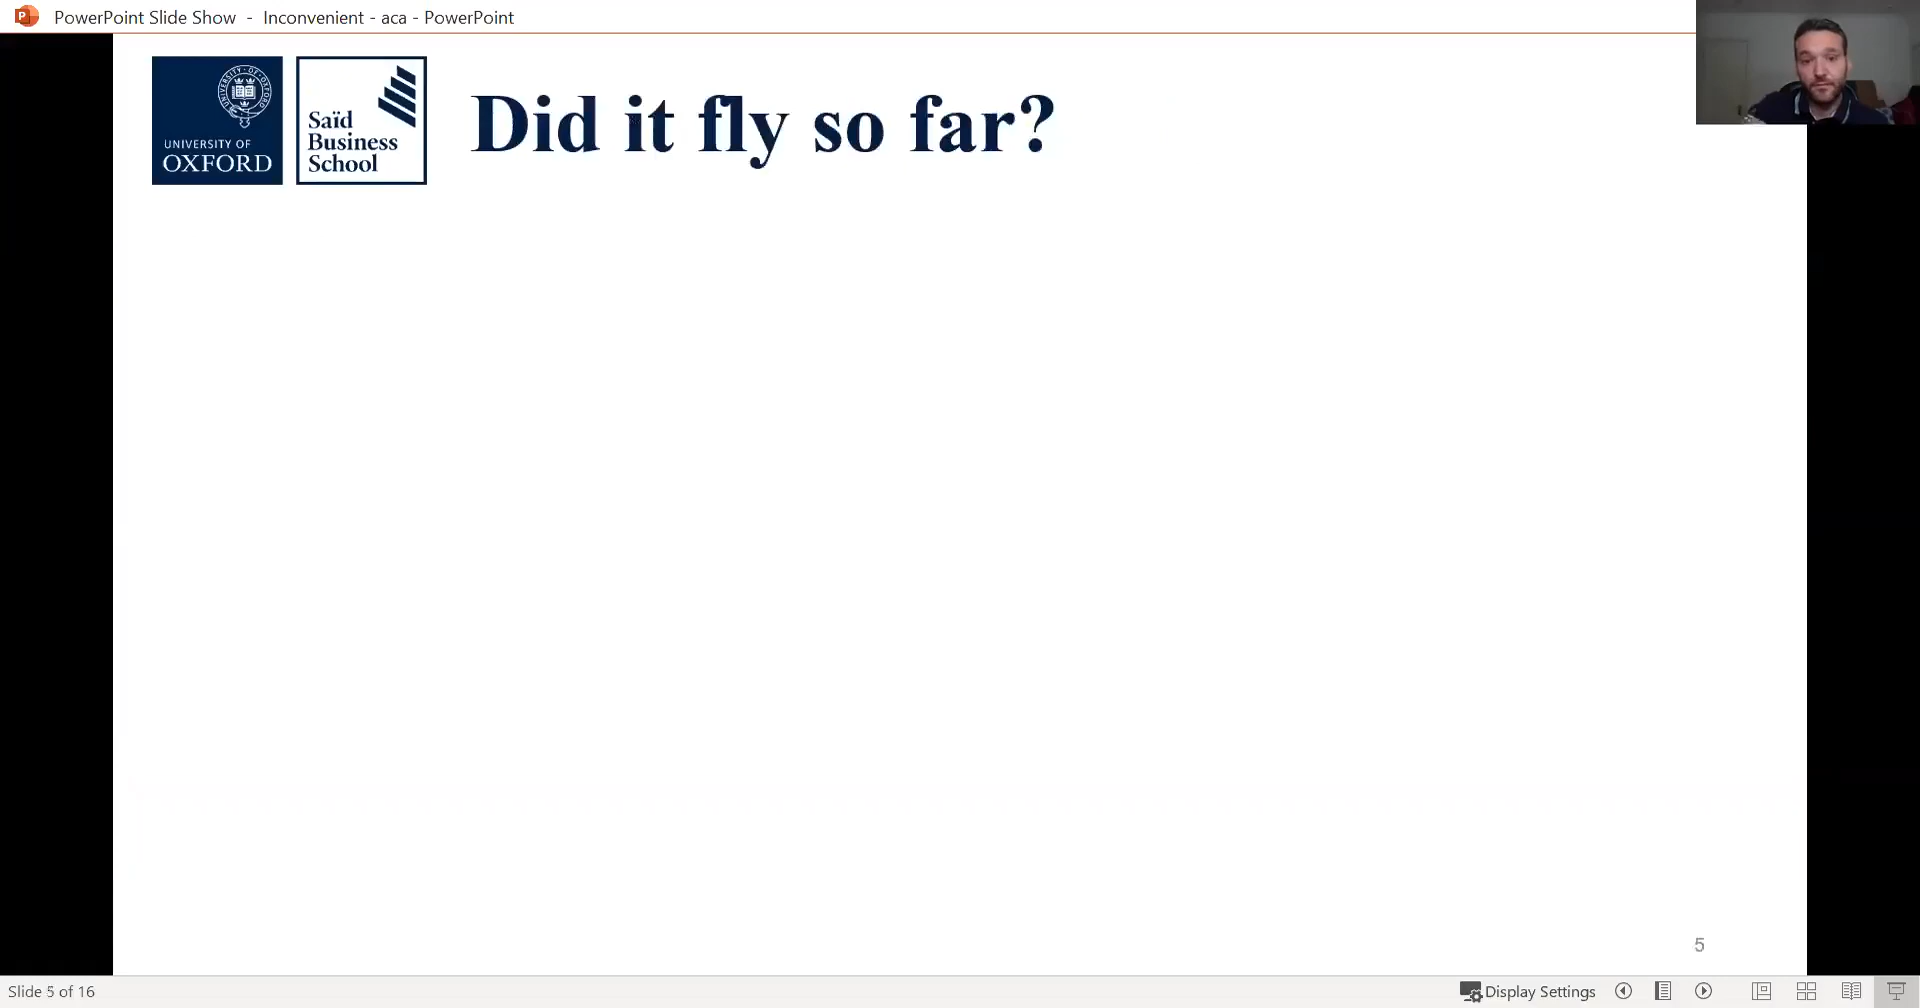 PowerPoint Slide Show - Inconvenient - aca - PowerPoint
UNIVERSITY OF
OXFORD
Saïd
Business
School
Did it fly so far?
5
Slide 5 of 16
Display Settings